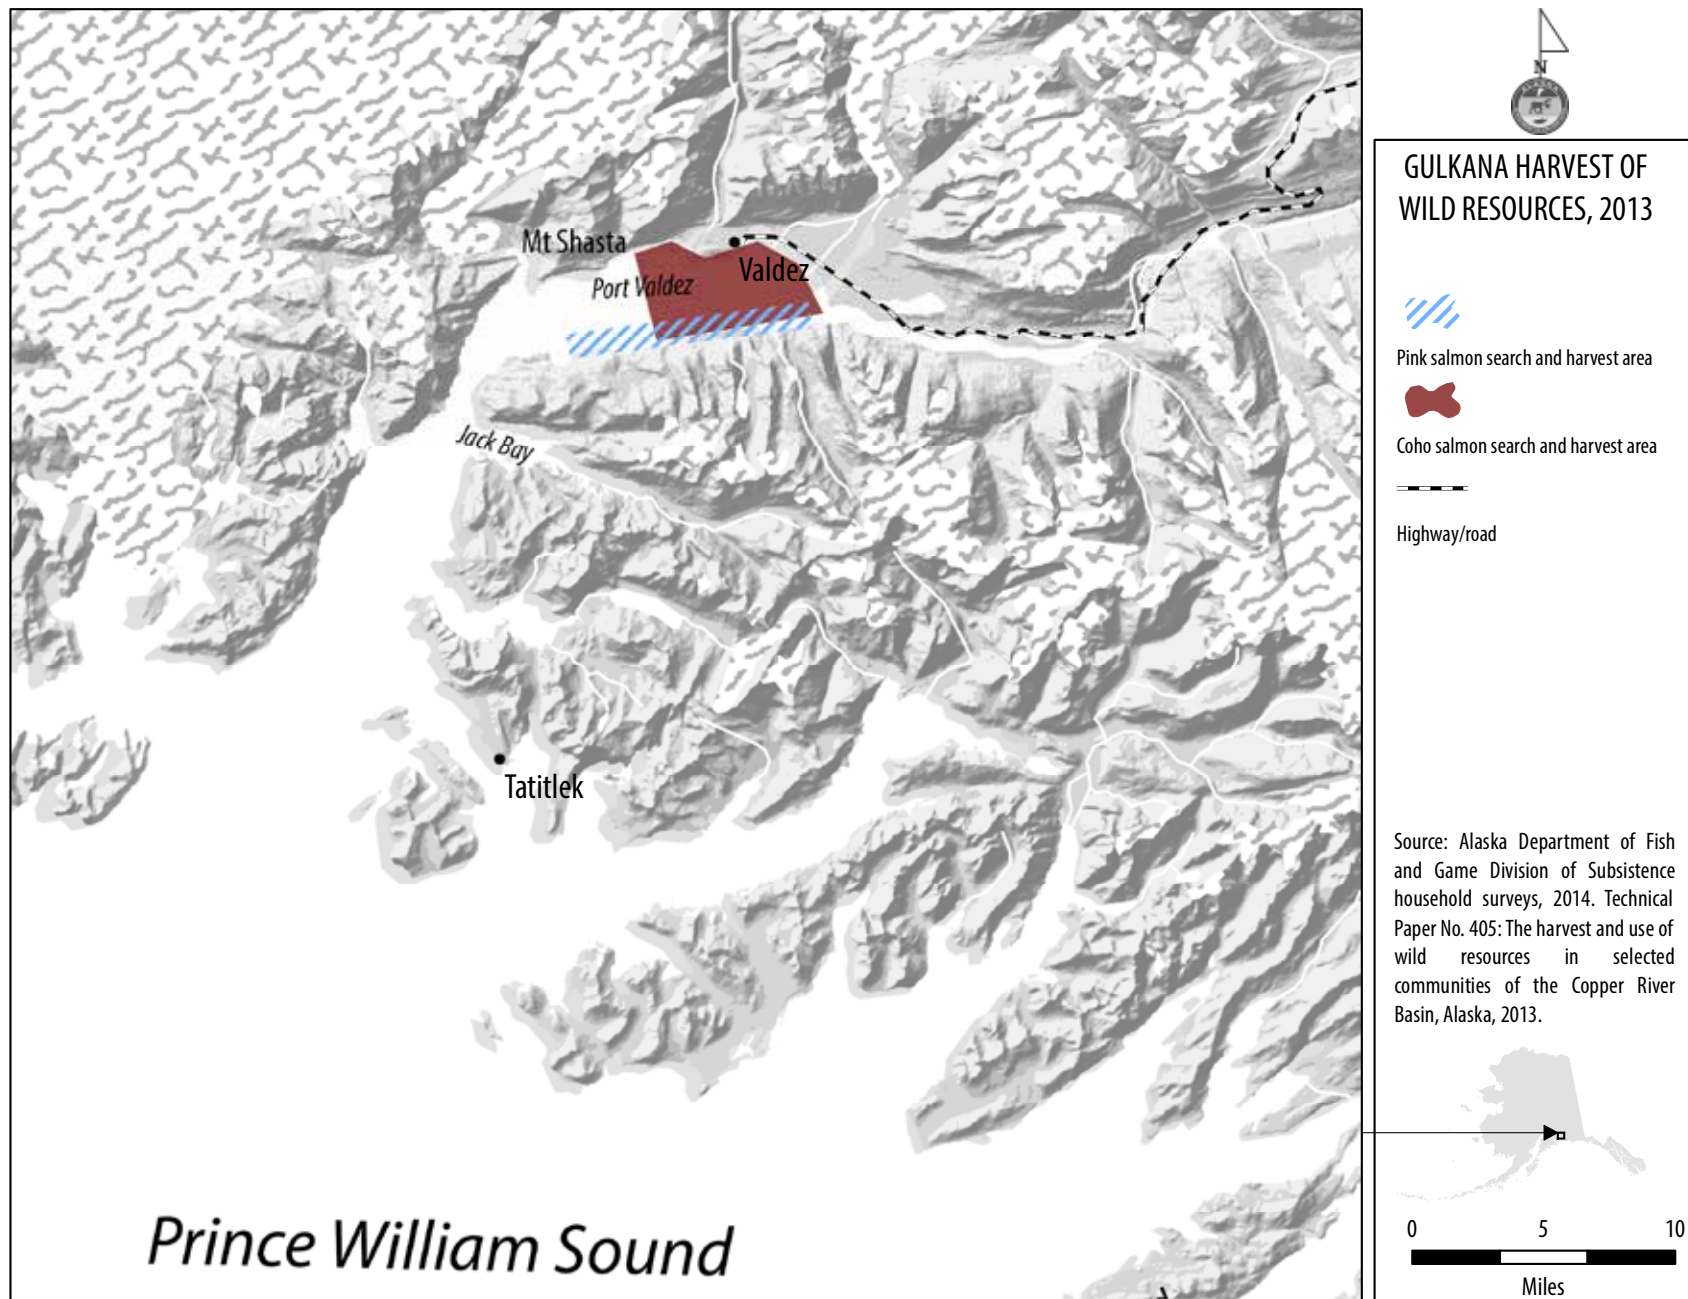 Mt Shasta
Valdez
Port Valdez
Jack Bay
Tatitlek
Prince William Sound
N
GULKANA HARVEST OF
WILD RESOURCES, 2013
Pink salmon search and harvest area
Coho salmon search and harvest area
Highway/road
Source: Alaska Department of Fish
and Game Division of Subsistence
household surveys, 2014. Technical
Paper No. 405: The harvest and use of
wild resources in selected
communities of the Copper River
Basin, Alaska, 2013.
0 5 10
Miles